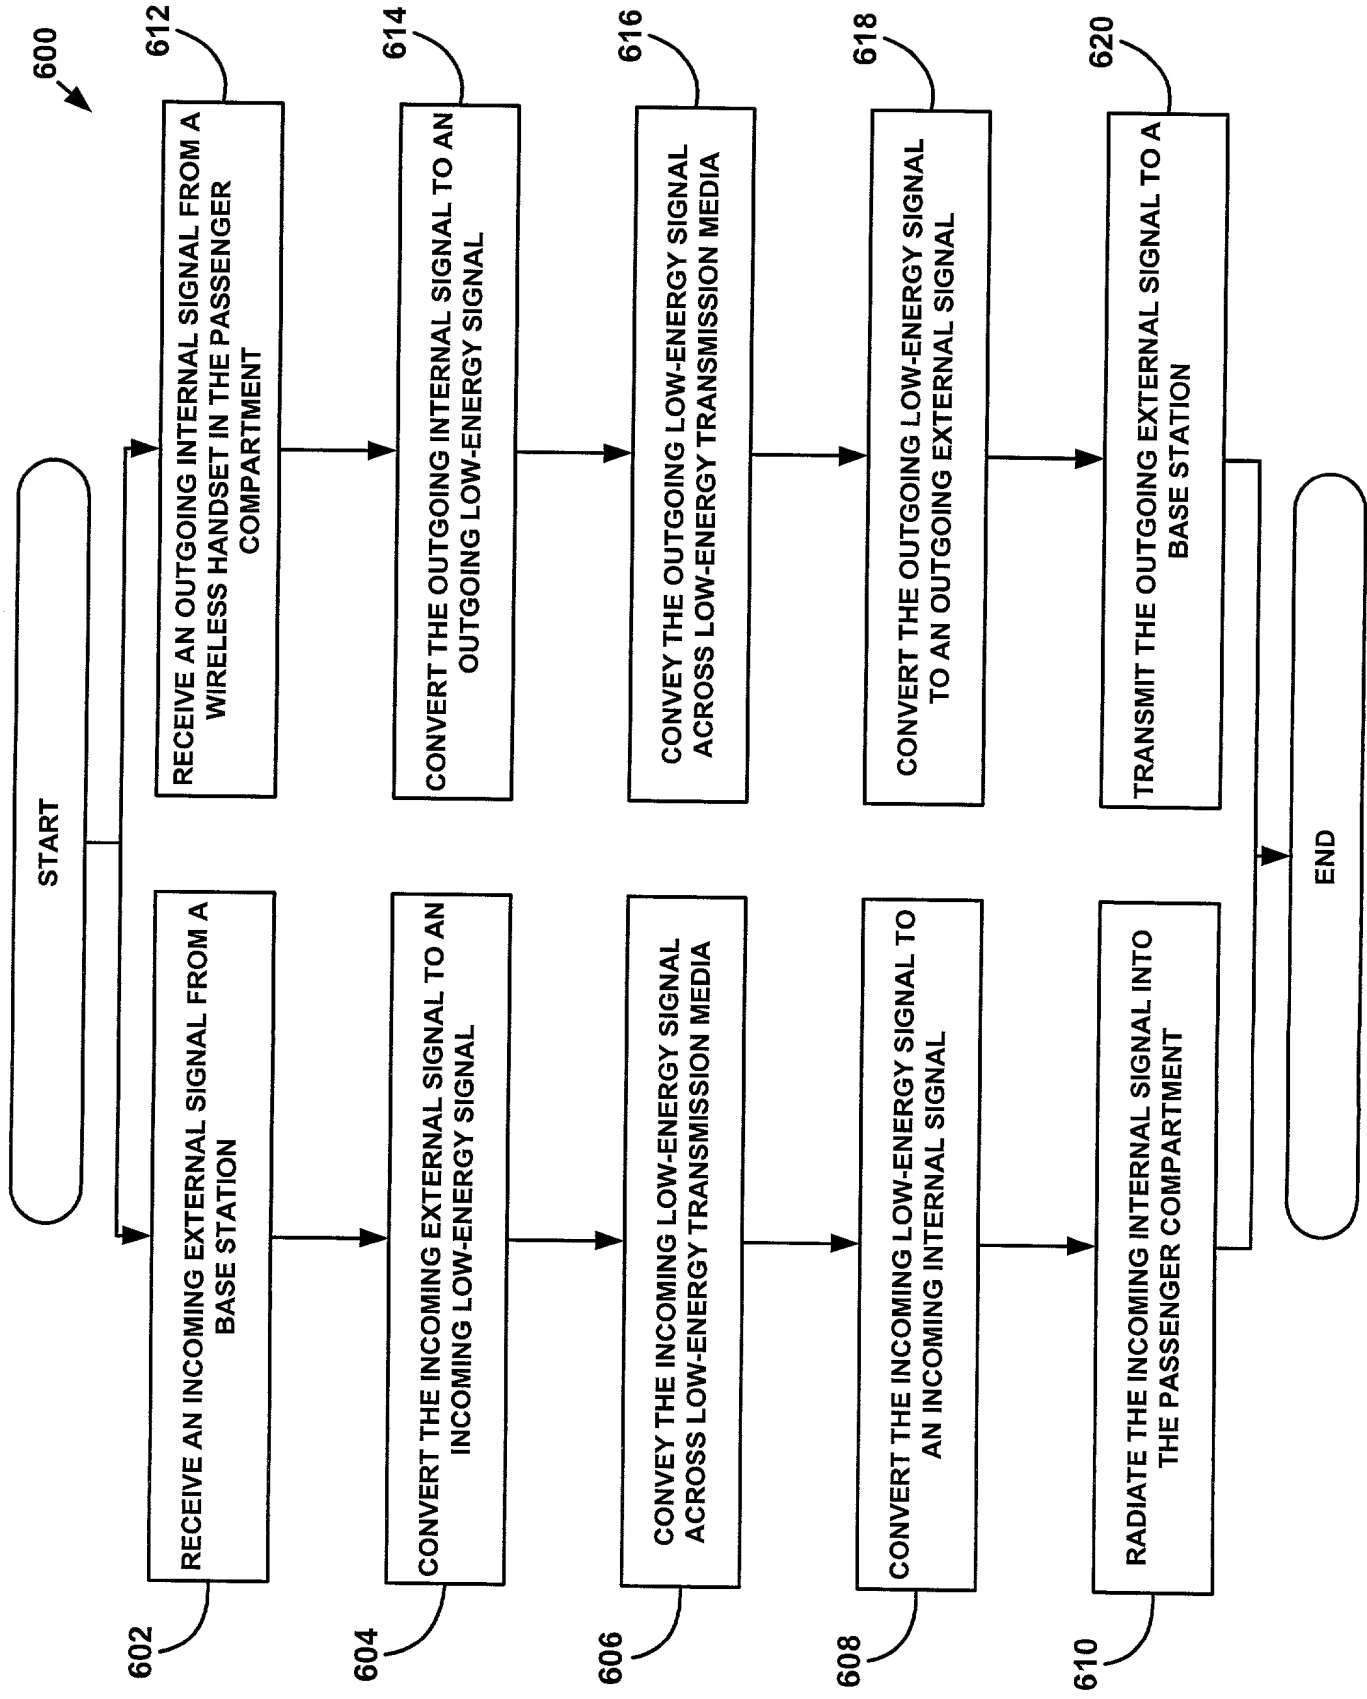 600
START
602
RECEIVE AN INCOMING EXTERNAL SIGNAL FROM A
BASE STATION
604
CONVERT THE INCOMING EXTERNAL SIGNAL TO AN
INCOMING LOW-ENERGY SIGNAL
606
CONVEY THE INCOMING LOW-ENERGY SIGNAL
ACROSS LOW-ENERGY TRANSMISSION MEDIA
608
CONVERT THE INCOMING LOW-ENERGY SIGNAL TO
AN INCOMING INTERNAL SIGNAL
610
RADIATE THE INCOMING INTERNAL SIGNAL INTO
THE PASSENGER COMPARTMENT
612
RECEIVE AN OUTGOING INTERNAL SIGNAL FROM A
WIRELESS HANDSET IN THE PASSENGER
COMPARTMENT
614
CONVERT THE OUTGOING INTERNAL SIGNAL TO AN
OUTGOING LOW-ENERGY SIGNAL
616
CONVEY THE OUTGOING LOW-ENERGY SIGNAL
ACROSS LOW-ENERGY TRANSMISSION MEDIA
618
CONVERT THE OUTGOING LOW-ENERGY SIGNAL
TO AN OUTGOING EXTERNAL SIGNAL
620
TRANSMIT THE OUTGOING EXTERNAL SIGNAL TO A
BASE STATION
END